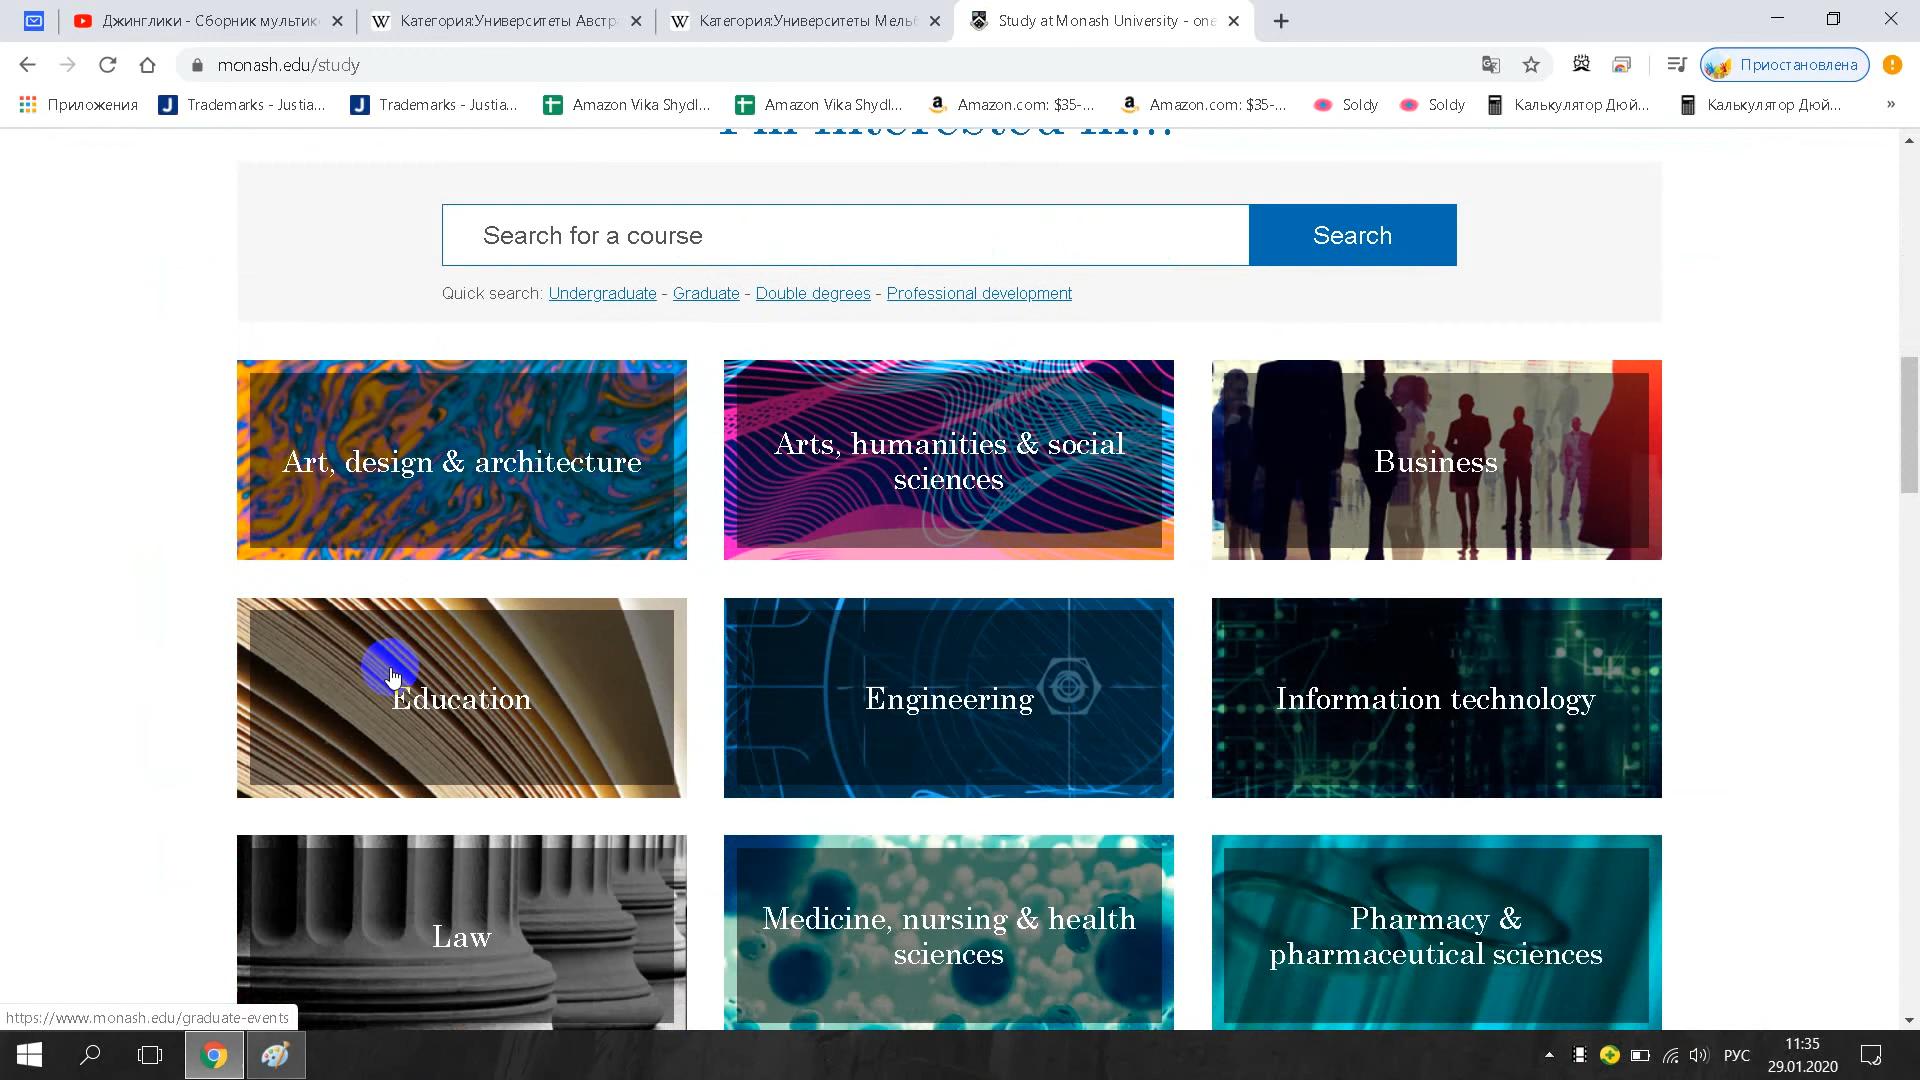 Джинглики - Сборник мультик
Категория:Университеты Австра
Категория:Университеты Мельб
Study at Monash University - one
monash.edu/study
Приостановлена
Приложения
Trademarks - Justia...
Trademarks - Justia...
Amazon Vika Shydl...
Amazon Vika Shydl...
Amazon.com: $35-...
Amazon.com: $35-...
Soldy
Soldy
Калькулятор Дюй...
Калькулятор Дюй...
»
I'm interested in...
Search for a course
Search
Quick search: Undergraduate - Graduate - Double degrees - Professional development
Art, design & architecture
Arts, humanities & social
sciences
Business
Education
Engineering
Information technology
Law
Medicine, nursing & health
sciences
Pharmacy &
pharmaceutical sciences
https://www.monash.edu/graduate-events
РУС
11:35
29.01.2020